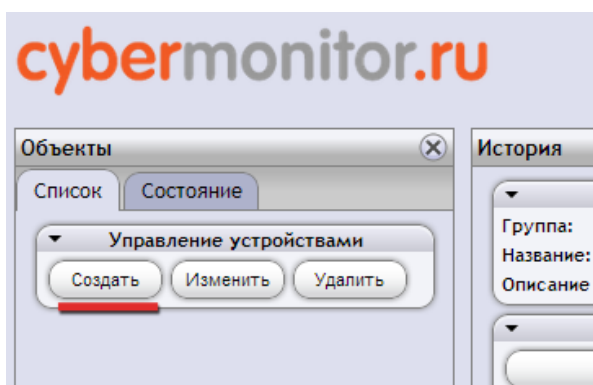 cybermonitor.ru
Объекты
История
Список Состояние
Управление устройствами
Создать Изменить Удалить
Группа:
Название:
Описание